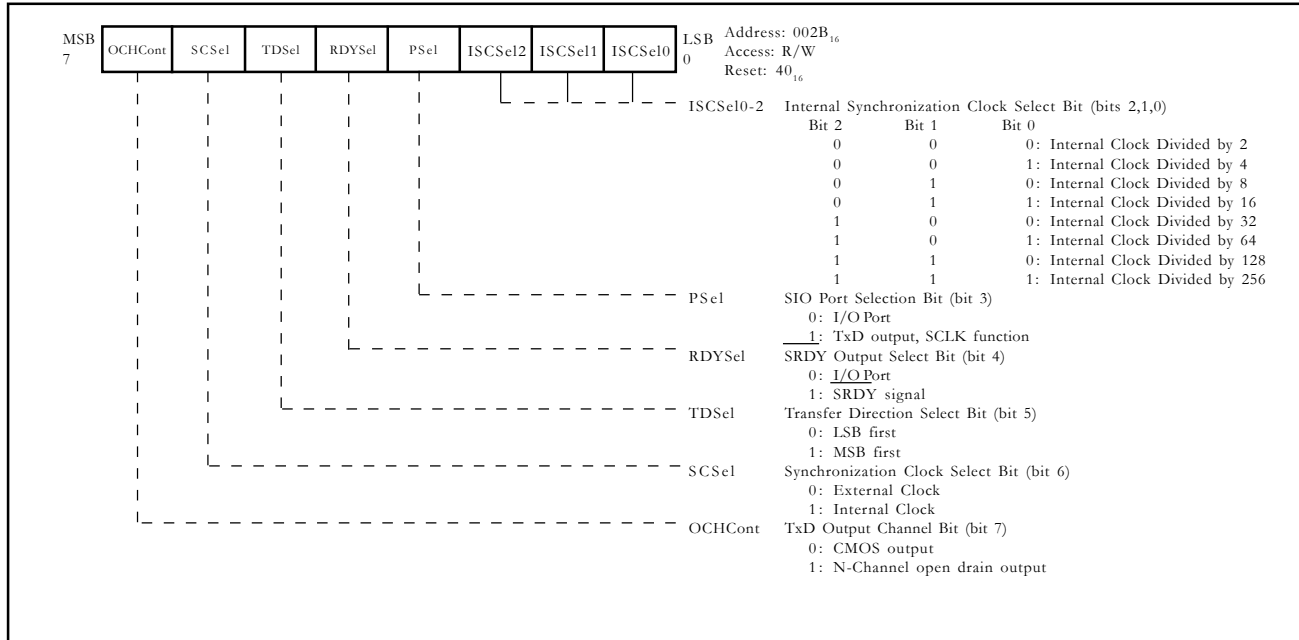 MSB OCHCont SCSel TDSel RDYSel PSel ISCSel2 ISCSel1 ISCSel0 LSB
7 0
Address: 002B16
Access: R/W
Reset: 4016
ISCSel0-2 Internal Synchronization Clock Select Bit (bits 2,1,0)
Bit 2 Bit 1 Bit 0
0 0 0: Internal Clock Divided by 2
0 0 1: Internal Clock Divided by 4
0 1 0: Internal Clock Divided by 8
0 1 1: Internal Clock Divided by 16
1 0 0: Internal Clock Divided by 32
1 0 1: Internal Clock Divided by 64
1 1 0: Internal Clock Divided by 128
1 1 1: Internal Clock Divided by 256
PSel SIO Port Selection Bit (bit 3)
0: I/O Port
1: TxD output, SCLK function
RDYSel SRDY Output Select Bit (bit 4)
0: I/O Port
1: SRDY signal
TDSel Transfer Direction Select Bit (bit 5)
0: LSB first
1: MSB first
SCSel Synchronization Clock Select Bit (bit 6)
0: External Clock
1: Internal Clock
OCHCont TxD Output Channel Bit (bit 7)
0: CMOS output
1: N-Channel open drain output